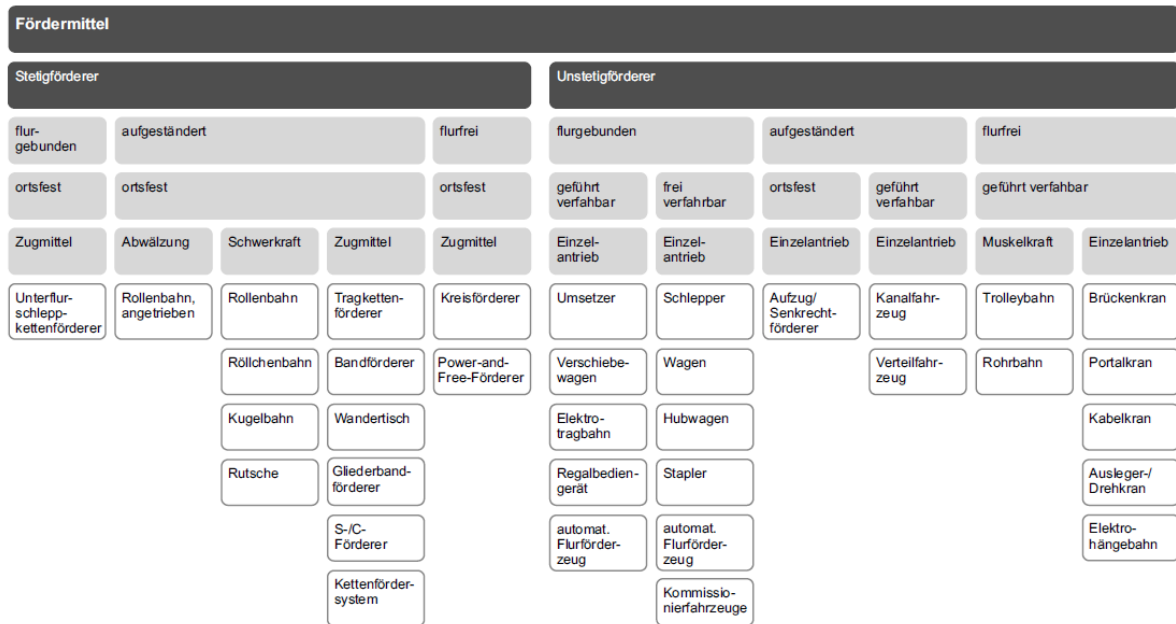 Fördermittel
Stetigförderer
Unstetigförderer
flur-
gebunden
aufgeständert
flurfrei
flurgebunden
aufgeständert
flurfrei
ortsfest
ortsfest
ortsfest
geführt
verfahbar
frei
verfahrbar
ortsfest
geführt
verfahbar
geführt verfahbar
Zugmittel
Abwälzung
Schwerkraft
Zugmittel
Zugmittel
Einzel-
antrieb
Einzel-
antrieb
Einzelantrieb
Einzelantrieb
Muskelkraft
Einzelantrieb
Unterflur-
schlepp-
kettenförderer
Rollenbahn,
angetrieben
Rollenbahn
Tragketten-
förderer
Kreisförderer
Umsetzer
Schlepper
Aufzug/
Senkrecht-
förderer
Kanalfahr-
zeug
Trolleybahn
Brückenkran
Röllchenbahn
Bandförderer
Power-and-
Free-Förderer
Verschiebe-
wagen
Wagen
Verteilfahr-
zeug
Rohrbahn
Portalkran
Kugelbahn
Wandertisch
Elektro-
tragbahn
Hubwagen
Kabelkran
Rutsche
Gliederband-
förderer
Regalbedien-
gerät
Stapler
Ausleger-/
Drehkran
S-/C-
Förderer
automat.
Flurförder-
zeug
automat.
Flurförder-
zeug
Elektro-
hängebahn
Kettenförder-
system
Kommissio-
nierfahrzeuge